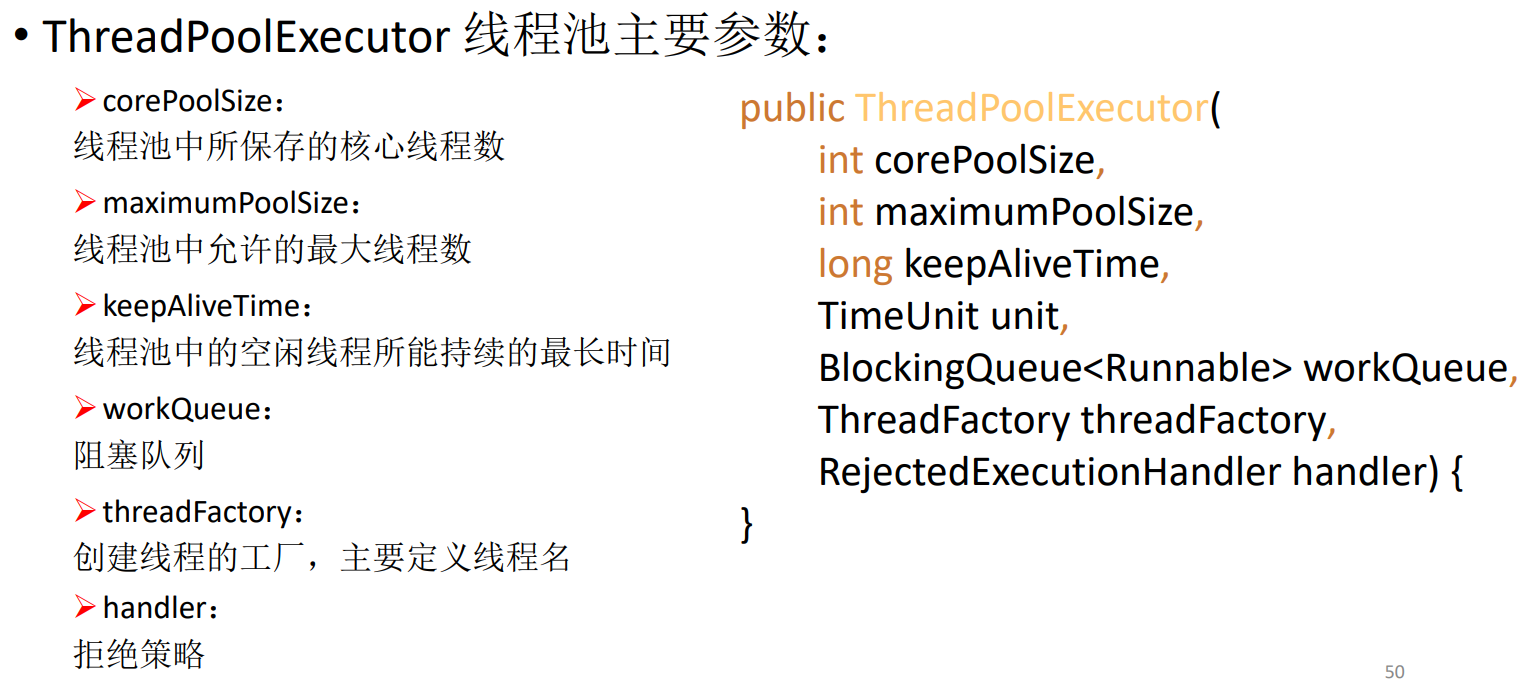 • ThreadPoolExecutor 线程池主要参数：
➢corePoolSize：
线程池中所保存的核心线程数
➢maximumPoolSize：
线程池中允许的最大线程数
➢keepAliveTime：
线程池中的空闲线程所能持续的最长时间
➢workQueue：
阻塞队列
➢threadFactory：
创建线程的工厂，主要定义线程名
➢handler：
拒绝策略
public ThreadPoolExecutor(
int corePoolSize,
int maximumPoolSize,
long keepAliveTime,
TimeUnit unit,
BlockingQueue<Runnable> workQueue,
ThreadFactory threadFactory,
RejectedExecutionHandler handler) {
}
50